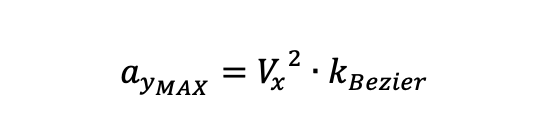 a_{y_{MAX}} = V_x^2 · k_{Bezier}